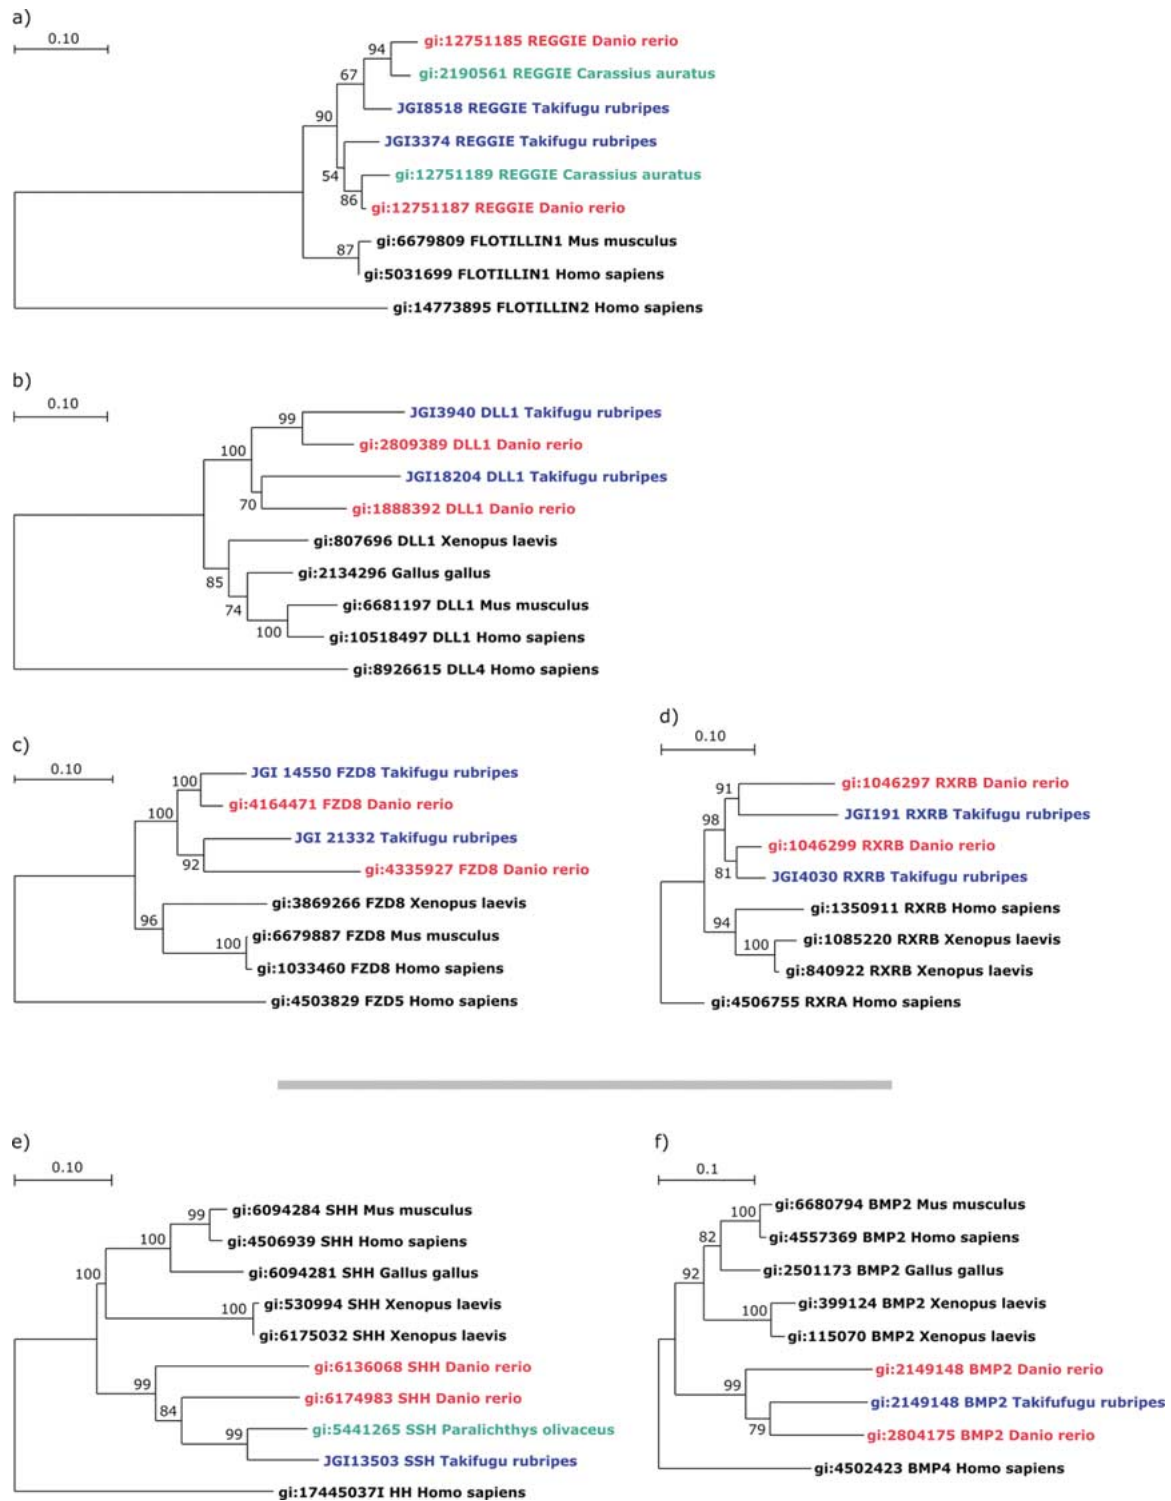 a)
0.10
94 gi:12751185 REGGIE Danio rerio
67 gi:2190561 REGGIE Carassius auratus
JGI8518 REGGIE Takifugu rubripes
90
JGI3374 REGGIE Takifugu rubripes
54 gi:12751189 REGGIE Carassius auratus
86 gi:12751187 REGGIE Danio rerio
gi:6679809 FLOTILLIN1 Mus musculus
87
gi:5031699 FLOTILLIN1 Homo sapiens
gi:14773895 FLOTILLIN2 Homo sapiens
b)
0.10
JGI3940 DLL1 Takifugu rubripes
99
gi:2809389 DLL1 Danio rerio
100
JGI18204 DLL1 Takifugu rubripes
70 gi:1888392 DLL1 Danio rerio
gi:807696 DLL1 Xenopus laevis
85 gi:2134296 Gallus gallus
74 gi:6681197 DLL1 Mus musculus
100 gi:10518497 DLL1 Homo sapiens
gi:8926615 DLL4 Homo sapiens
c)
0.10
JGI 14550 FZD8 Takifugu rubripes
100
gi:4164471 FZD8 Danio rerio
100
JGI 21332 Takifugu rubripes
92 gi:4335927 FZD8 Danio rerio
gi:3869266 FZD8 Xenopus laevis
96
gi:6679887 FZD8 Mus musculus
100
gi:1033460 FZD8 Homo sapiens
gi:4503829 FZD5 Homo sapiens
d)
0.10
gi:1046297 RXRB Danio rerio
91
JGI191 RXRB Takifugu rubripes
98
gi:1046299 RXRB Danio rerio
81 JGI4030 RXRB Takifugu rubripes
gi:1350911 RXRB Homo sapiens
94
gi:1085220 RXRB Xenopus laevis
100
gi:840922 RXRB Xenopus laevis
gi:4506755 RXRA Homo sapiens
e)
0.10
gi:6094284 SHH Mus musculus
99
gi:4506939 SHH Homo sapiens
100
gi:6094281 SHH Gallus gallus
100
gi:530994 SHH Xenopus laevis
100
gi:6175032 SHH Xenopus laevis
gi:6136068 SHH Danio rerio
99
gi:6174983 SHH Danio rerio
84
gi:5441265 SSH Paralichthys olivaceus
99
JGI13503 SSH Takifugu rubripes
gi:17445037I HH Homo sapiens
f)
0.1
gi:6680794 BMP2 Mus musculus
100
gi:4557369 BMP2 Homo sapiens
82
gi:2501173 BMP2 Gallus gallus
92
gi:399124 BMP2 Xenopus laevis
100
gi:115070 BMP2 Xenopus laevis
gi:2149148 BMP2 Danio rerio
99
gi:2149148 BMP2 Takifufugu rubripes
79
gi:2804175 BMP2 Danio rerio
gi:4502423 BMP4 Homo sapiens